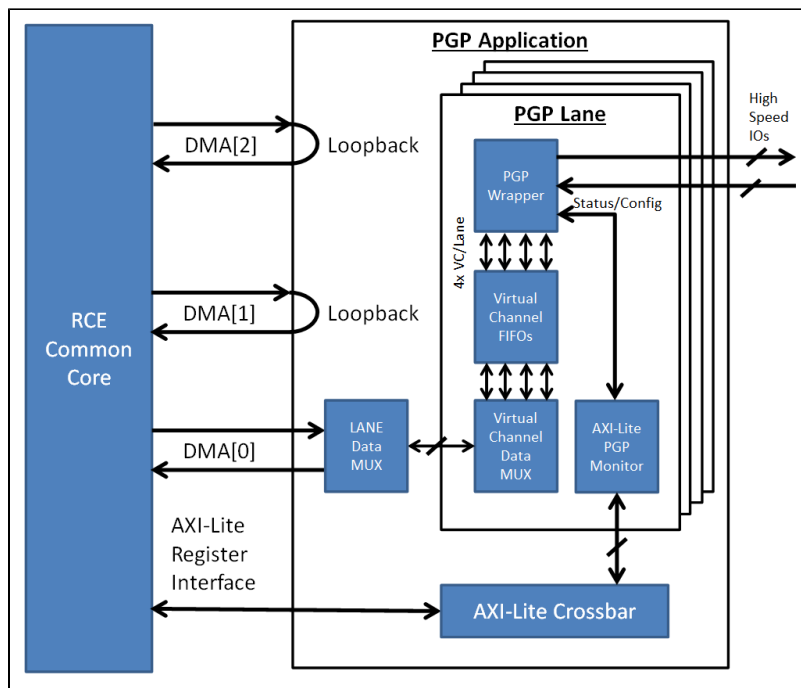 PGP Application
PGP Lane
High
Speed
IOs
DMA[2]
Loopback
PGP
Wrapper
Status/Config
4x VC/Lane
Virtual
Channel
FIFOs
DMA[1]
Loopback
RCE
Common
Core
LANE
Data
MUX
Virtual
Channel
Data
MUX
AXI-Lite
PGP
Monitor
DMA[0]
AXI-Lite
Register
Interface
AXI-Lite Crossbar